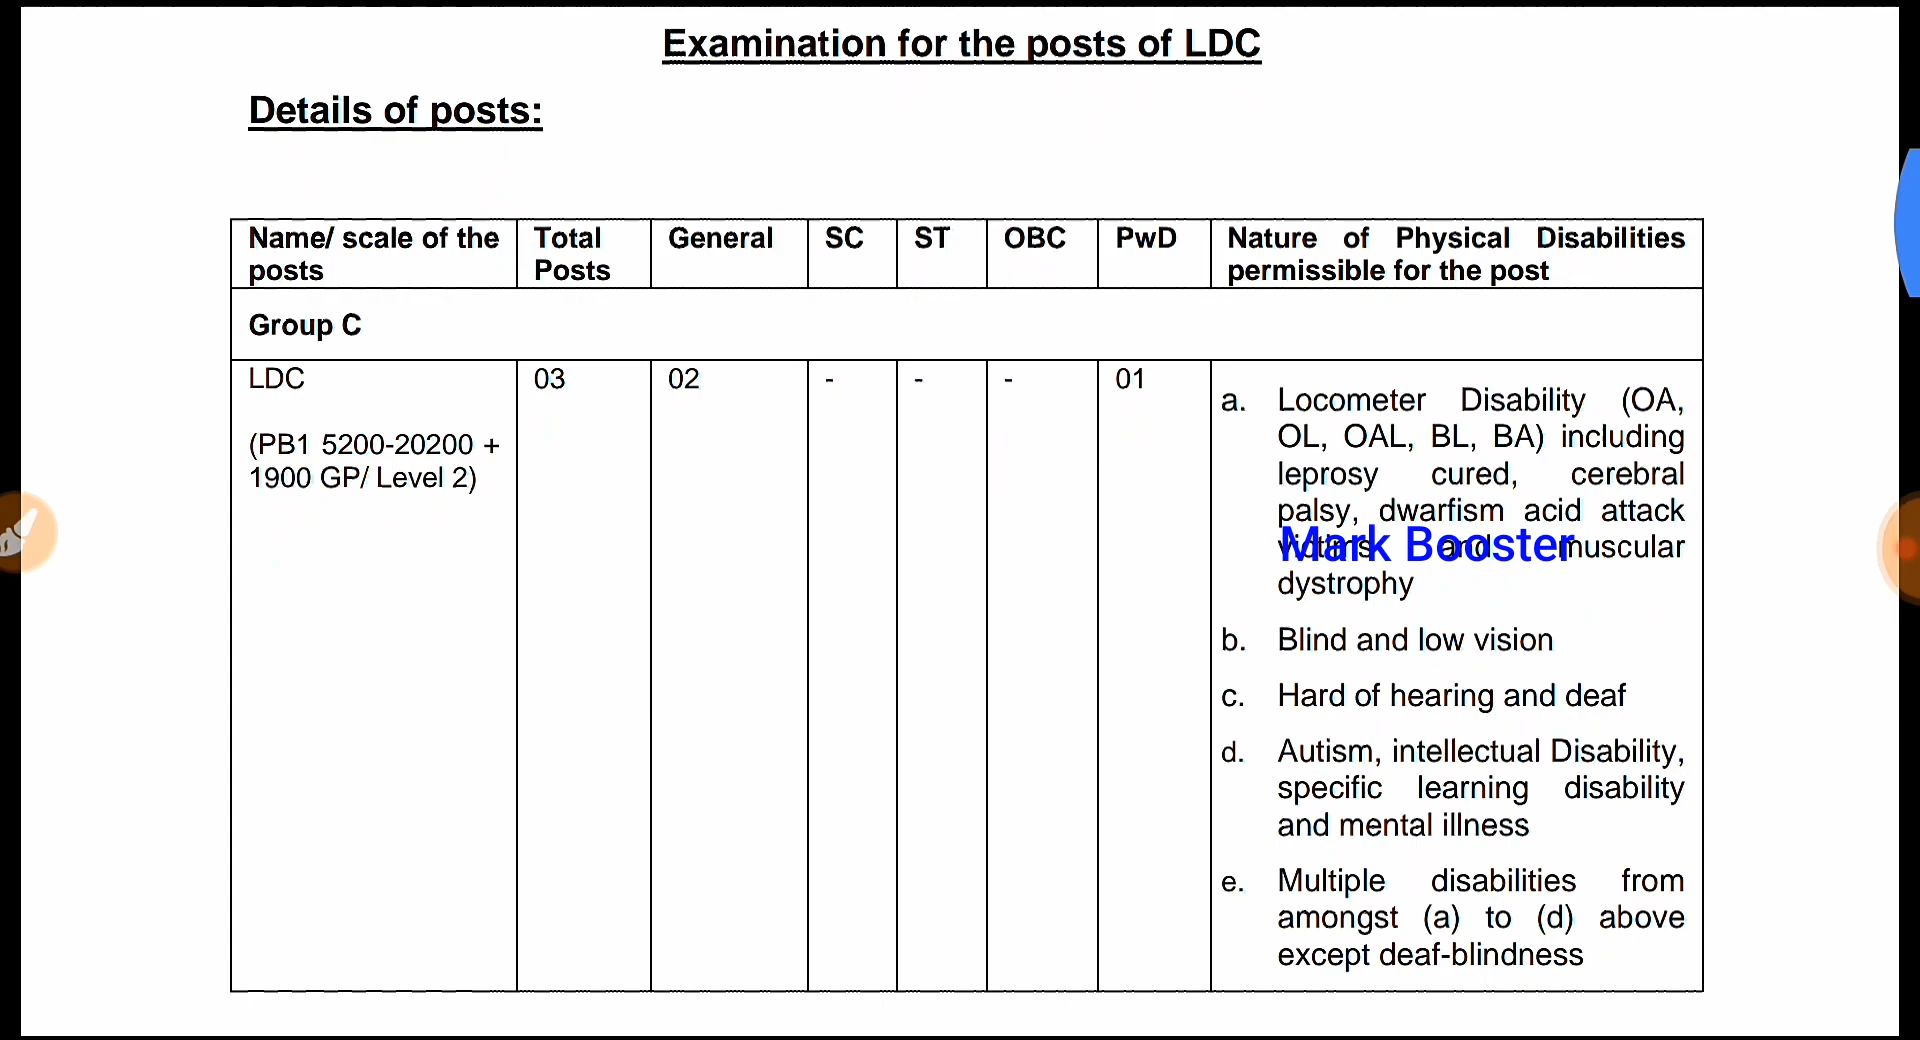 Examination for the posts of LDC
Details of posts:
Name/ scale of the posts
Total Posts
General
SC
ST
OBC
PwD
Nature of Physical Disabilities
permissible for the post
Group C
LDC
(PB1 5200-20200 +
1900 GP/ Level 2)
03
02
-
-
-
01
a. Locometer Disability (OA,
OL, OAL, BL, BA) including
leprosy cured, cerebral
palsy, dwarfism acid attack
victims and muscular
Mark Booster
dystrophy
b. Blind and low vision
c. Hard of hearing and deaf
d. Autism, intellectual Disability,
specific learning disability
and mental illness
e. Multiple disabilities from
amongst (a) to (d) above
except deaf-blindness